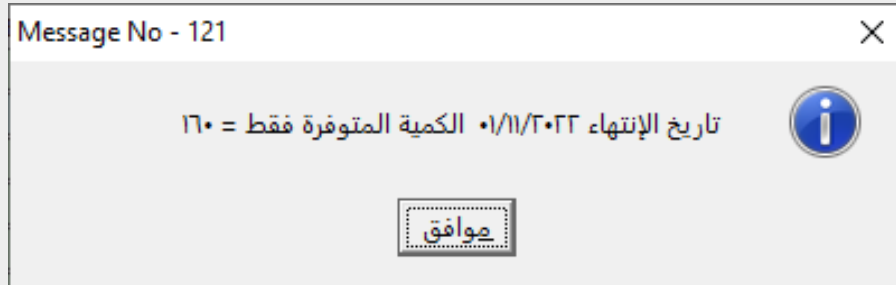 Message No - 121
تاريخ الإنتهاء ٠١/١١/٢٠٢٢ الكمية المتوفرة فقط = ١٦٠
موافق